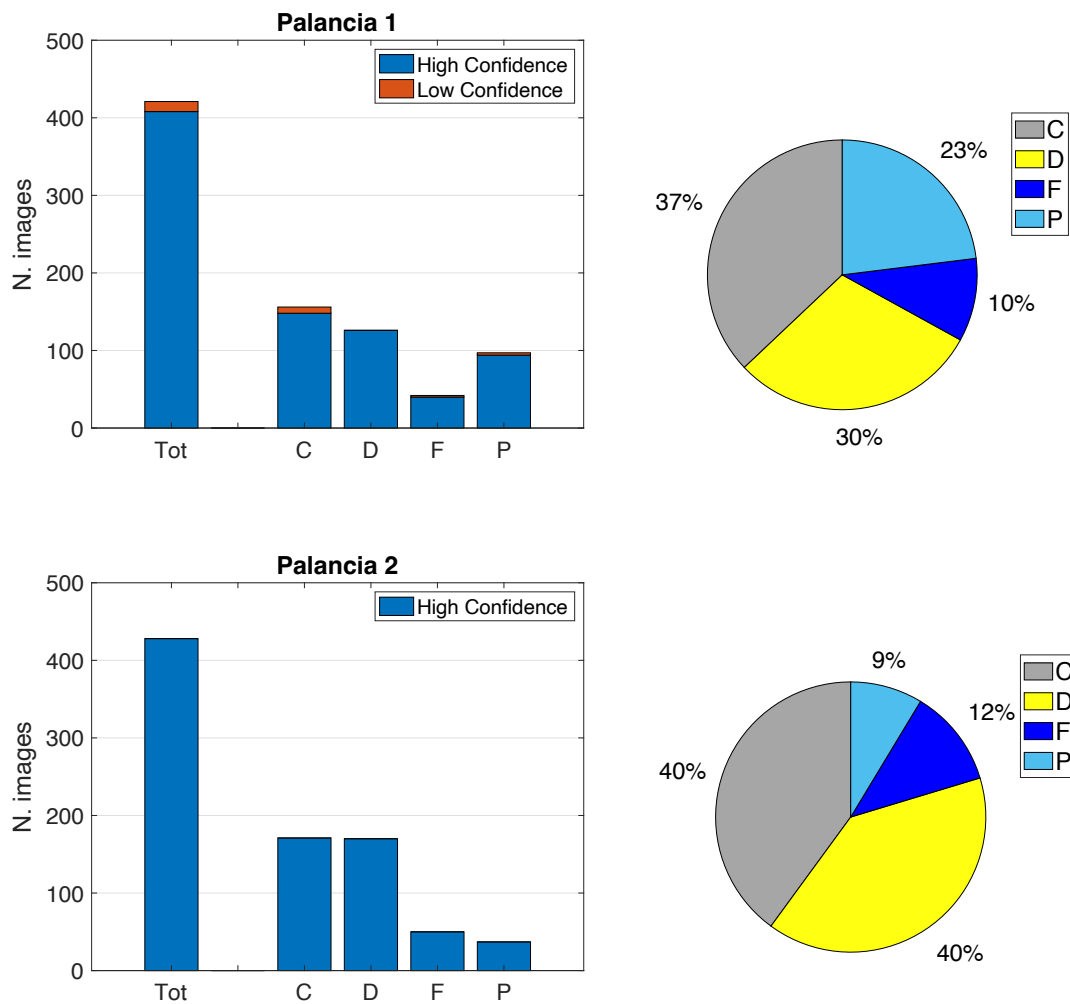 Palancia 1
500
400
300
200
100
0
N. images
High Confidence
Low Confidence
Tot C D F P
37%
23%
10%
30%
C
D
F
P
Palancia 2
500
400
300
200
100
0
N. images
High Confidence
Tot C D F P
40%
9%
12%
40%
C
D
F
P